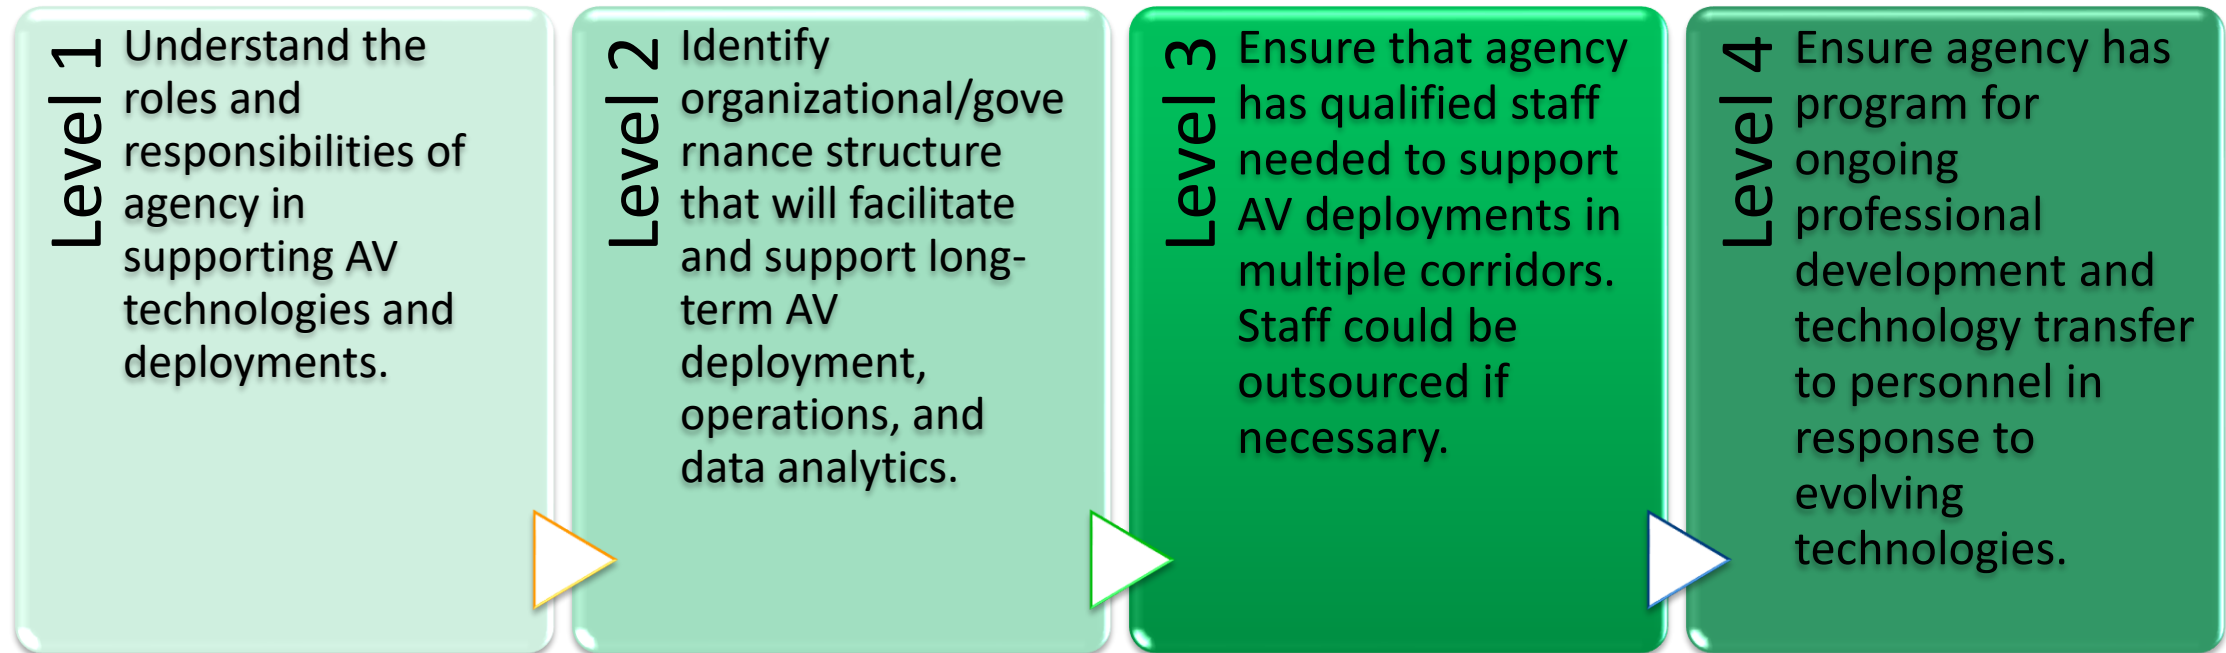 Level 1
Understand the
roles and
responsibilities of
agency in
supporting AV
technologies and
deployments.
Level 2
Identify
organizational/gove
rnance structure
that will facilitate
and support long-
term AV
deployment,
operations, and
data analytics.
Level 3
Ensure that agency
has qualified staff
needed to support
AV deployments in
multiple corridors.
Staff could be
outsourced if
necessary.
Level 4
Ensure agency has
program for
ongoing
professional
development and
technology transfer
to personnel in
response to
evolving
technologies.